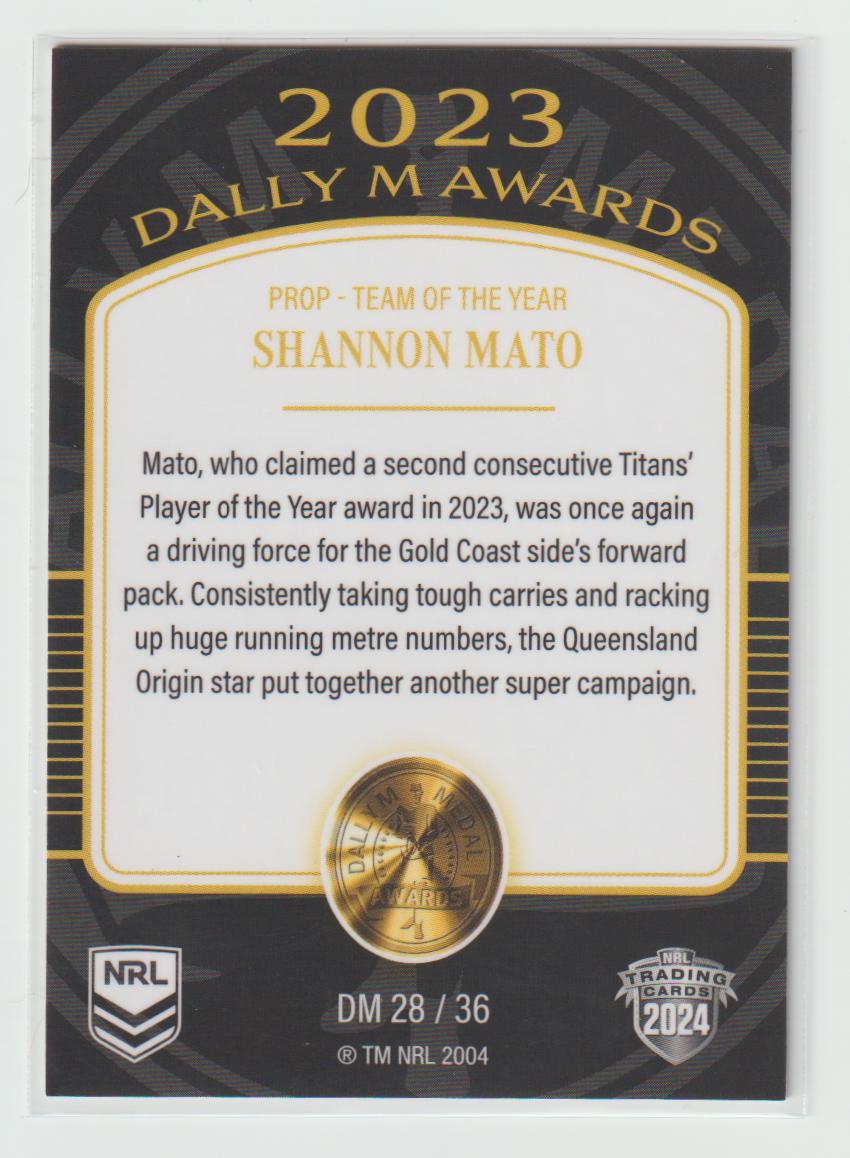 2023
DALLY M AWARDS
PROP - TEAM OF THE YEAR
SHANNON MATO
Mato, who claimed a second consecutive Titans’
Player of the Year award in 2023, was once again
a driving force for the Gold Coast side’s forward
pack. Consistently taking tough carries and racking
up huge running metre numbers, the Queensland
Origin star put together another super campaign.
DALLY M MEDAL
AWARDS
NRL
DM 28 / 36
® TM NRL 2004
NRL
TRADING
CARDS
2024